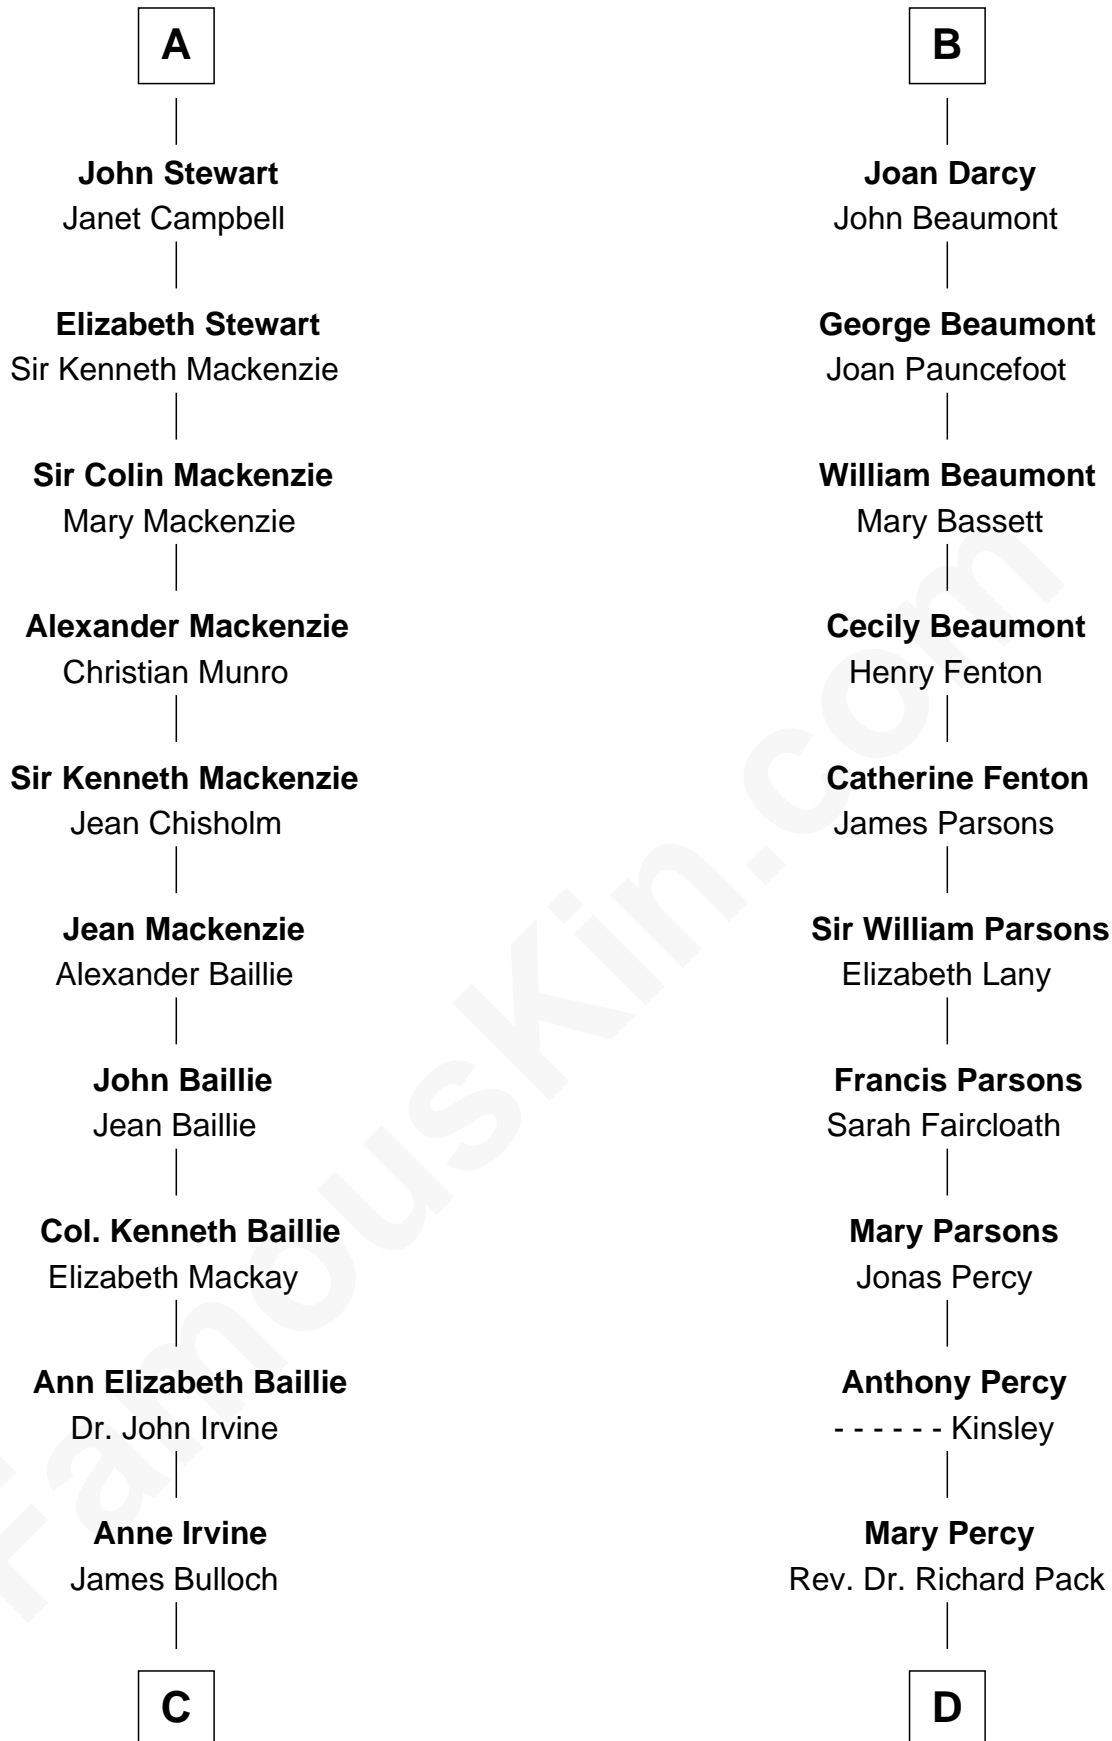 A
John Stewart
Janet Campbell
Elizabeth Stewart
Sir Kenneth Mackenzie
Sir Colin Mackenzie
Mary Mackenzie
Alexander Mackenzie
Christian Munro
Sir Kenneth Mackenzie
Jean Chisholm
Jean Mackenzie
Alexander Baillie
John Baillie
Jean Baillie
Col. Kenneth Baillie
Elizabeth Mackay
Ann Elizabeth Baillie
Dr. John Irvine
Anne Irvine
James Bulloch
C
B
Joan Darcy
John Beaumont
George Beaumont
Joan Pauncefoot
William Beaumont
Mary Bassett
Cecily Beaumont
Henry Fenton
Catherine Fenton
James Parsons
Sir William Parsons
Elizabeth Lany
Francis Parsons
Sarah Faircloath
Mary Parsons
Jonas Percy
Anthony Percy
- - - - - - Kinsley
Mary Percy
Rev. Dr. Richard Pack
D
FamousKin.com